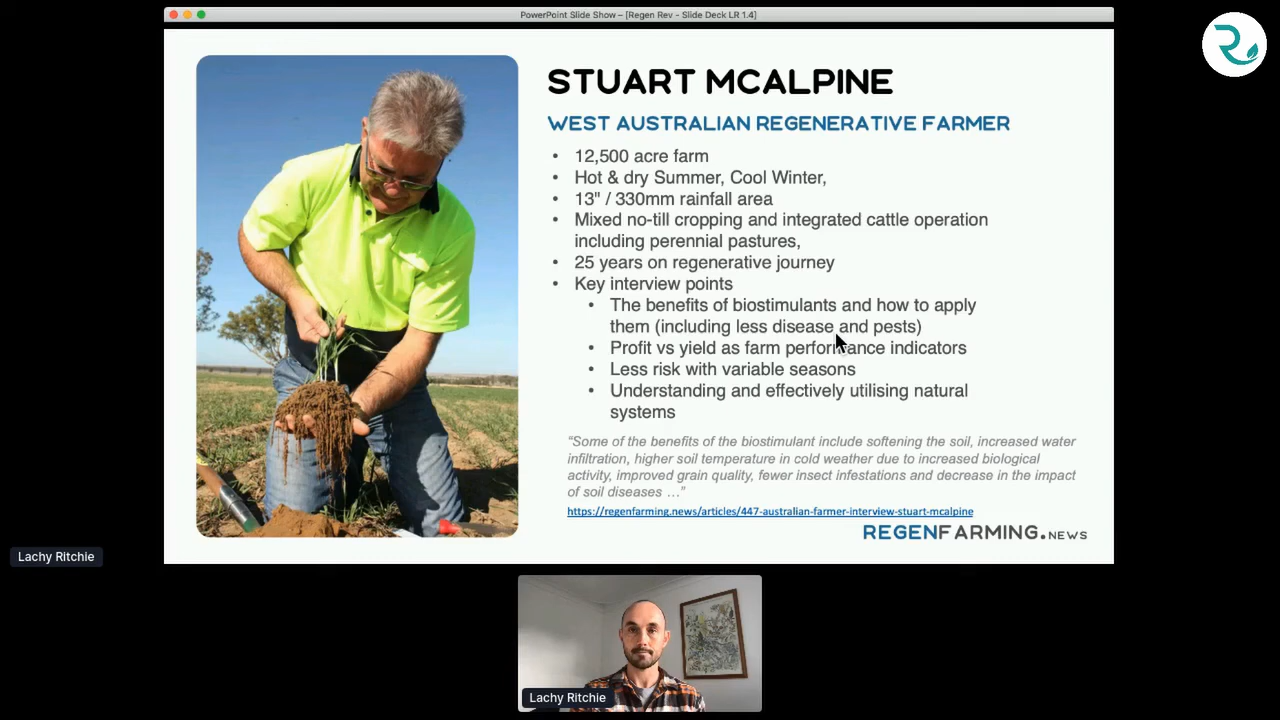 PowerPoint Slide Show – [Regen Rev - Slide Deck LR 1.4]
STUART MCALPINE
WEST AUSTRALIAN REGENERATIVE FARMER
• 12,500 acre farm
• Hot & dry Summer, Cool Winter,
• 13" / 330mm rainfall area
• Mixed no-till cropping and integrated cattle operation
including perennial pastures,
• 25 years on regenerative journey
• Key interview points
• The benefits of biostimulants and how to apply
them (including less disease and pests)
• Profit vs yield as farm performance indicators
• Less risk with variable seasons
• Understanding and effectively utilising natural
systems
“Some of the benefits of the biostimulant include softening the soil, increased water
infiltration, higher soil temperature in cold weather due to increased biological
activity, improved grain quality, fewer insect infestations and decrease in the impact
of soil diseases …”
https://regenfarming.news/articles/447-australian-farmer-interview-stuart-mcalpine
REGENFARMING.NEWS
Lachy Ritchie
Lachy Ritchie